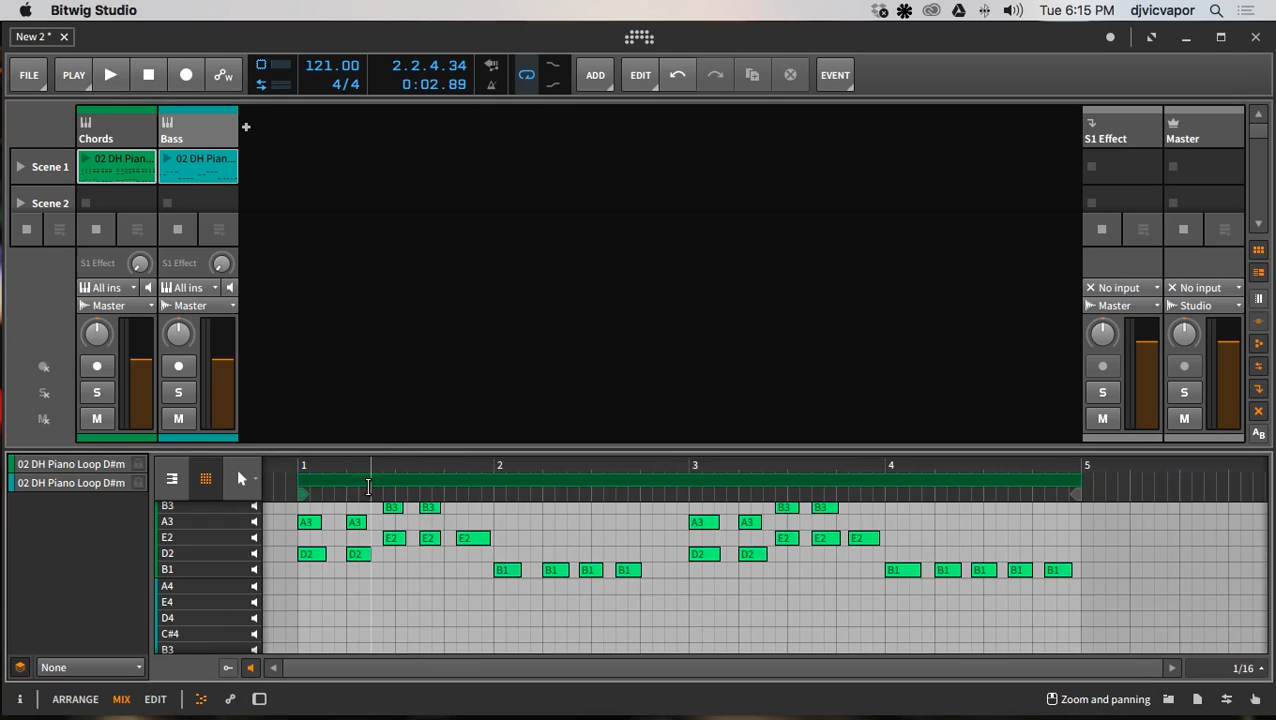 Bitwig Studio
Tue 6:15 PM djvicvapor
New 2 *
FILE PLAY 121.00 2.2.4.34 ADD EDIT EVENT
4/4 0:02.89
Chords Bass S1 Effect Master
Scene 1 02 DH Pian... 02 DH Pian...
Scene 2
S1 Effect S1 Effect
All ins All ins No input No input
Master Master Master Studio
S S S S
M M M M
S
M
AB
02 DH Piano Loop D#m 1 2 3 4 5
02 DH Piano Loop D#m
B3 B3 B3 B3 B3
A3 A3 A3 A3 A3
E2 E2 E2 E2 E2 E2 E2
D2 D2 D2 D2 D2
B1 B1 B1 B1 B1 B1 B1 B1 B1 B1
A4
E4
D4
C#4
B3
None 1/16
i ARRANGE MIX EDIT Zoom and panning